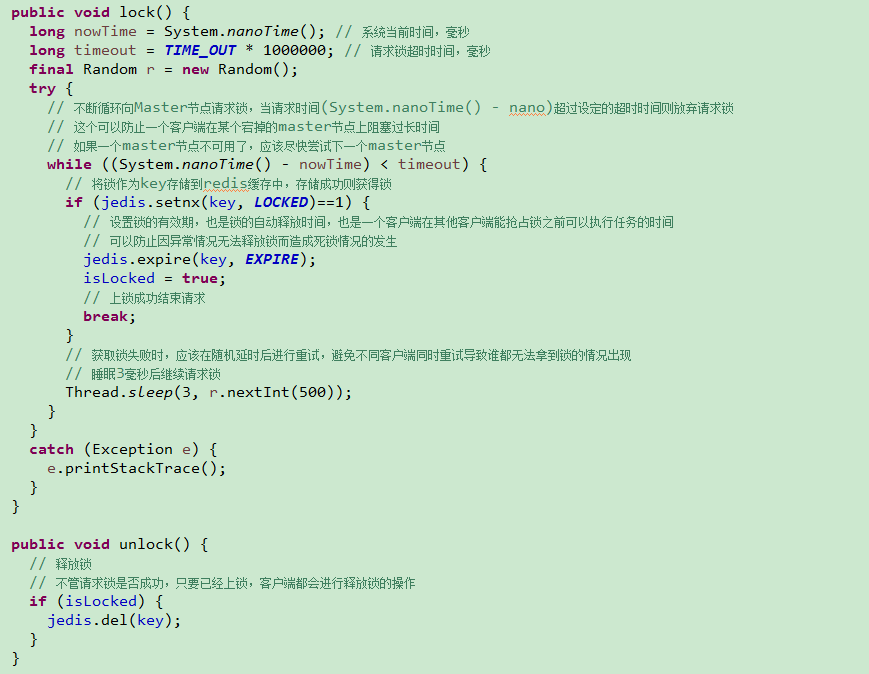 public void lock() {
long nowTime = System.nanoTime(); // 系统当前时间，毫秒
long timeout = TIME_OUT * 1000000; // 请求锁超时时间，毫秒
final Random r = new Random();
try {
// 不断循环向Master节点请求锁，当请求时间(System.nanoTime() - nano)超过设定的超时时间则放弃请求锁
// 这个可以防止一个客户端在某个宕掉的master节点上阻塞过长时间
// 如果一个master节点不可用了，应该尽快尝试下一个master节点
while ((System.nanoTime() - nowTime) < timeout) {
// 将锁作为key存储到redis缓存中，存储成功则获得锁
if (jedis.setnx(key, LOCKED)==1) {
// 设置锁的有效期，也是锁的自动释放时间，也是一个客户端在其他客户端能抢占锁之前可以执行任务的时间
// 可以防止因异常情况无法释放锁而造成死锁情况的发生
jedis.expire(key, EXPIRE);
isLocked = true;
// 上锁成功结束请求
break;
}
// 获取锁失败时，应该在随机延时后进行重试，避免不同客户端同时重试导致谁都无法拿到锁的情况出现
// 睡眠3毫秒后继续请求锁
Thread.sleep(3, r.nextInt(500));
}
}
catch (Exception e) {
e.printStackTrace();
}
}
public void unlock() {
// 释放锁
// 不管请求锁是否成功，只要已经上锁，客户端都会进行释放锁的操作
if (isLocked) {
jedis.del(key);
}
}